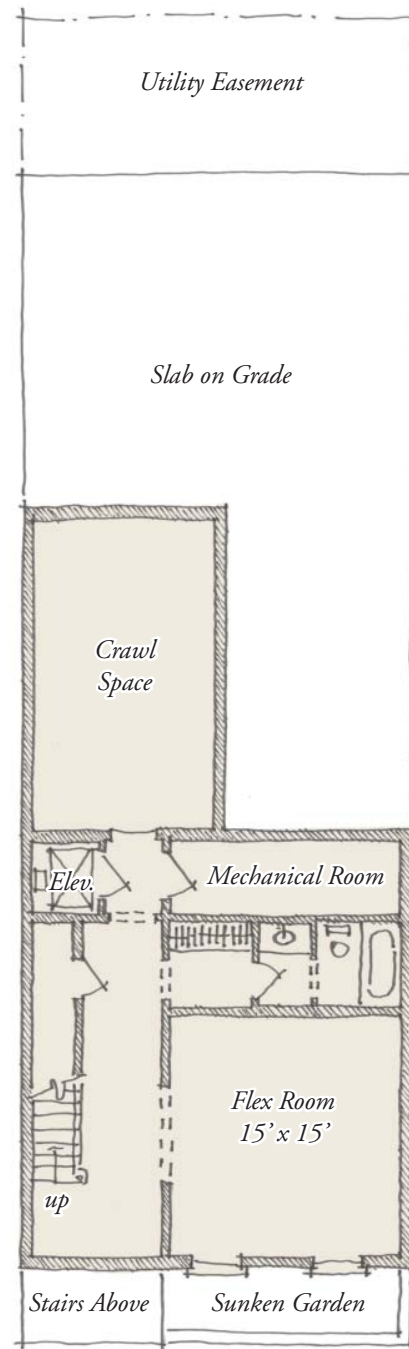 Utility Easement
Slab on Grade
Crawl
Space
Elev.
Mechanical Room
Flex Room
15’ x 15’
up
Stairs Above
Sunken Garden